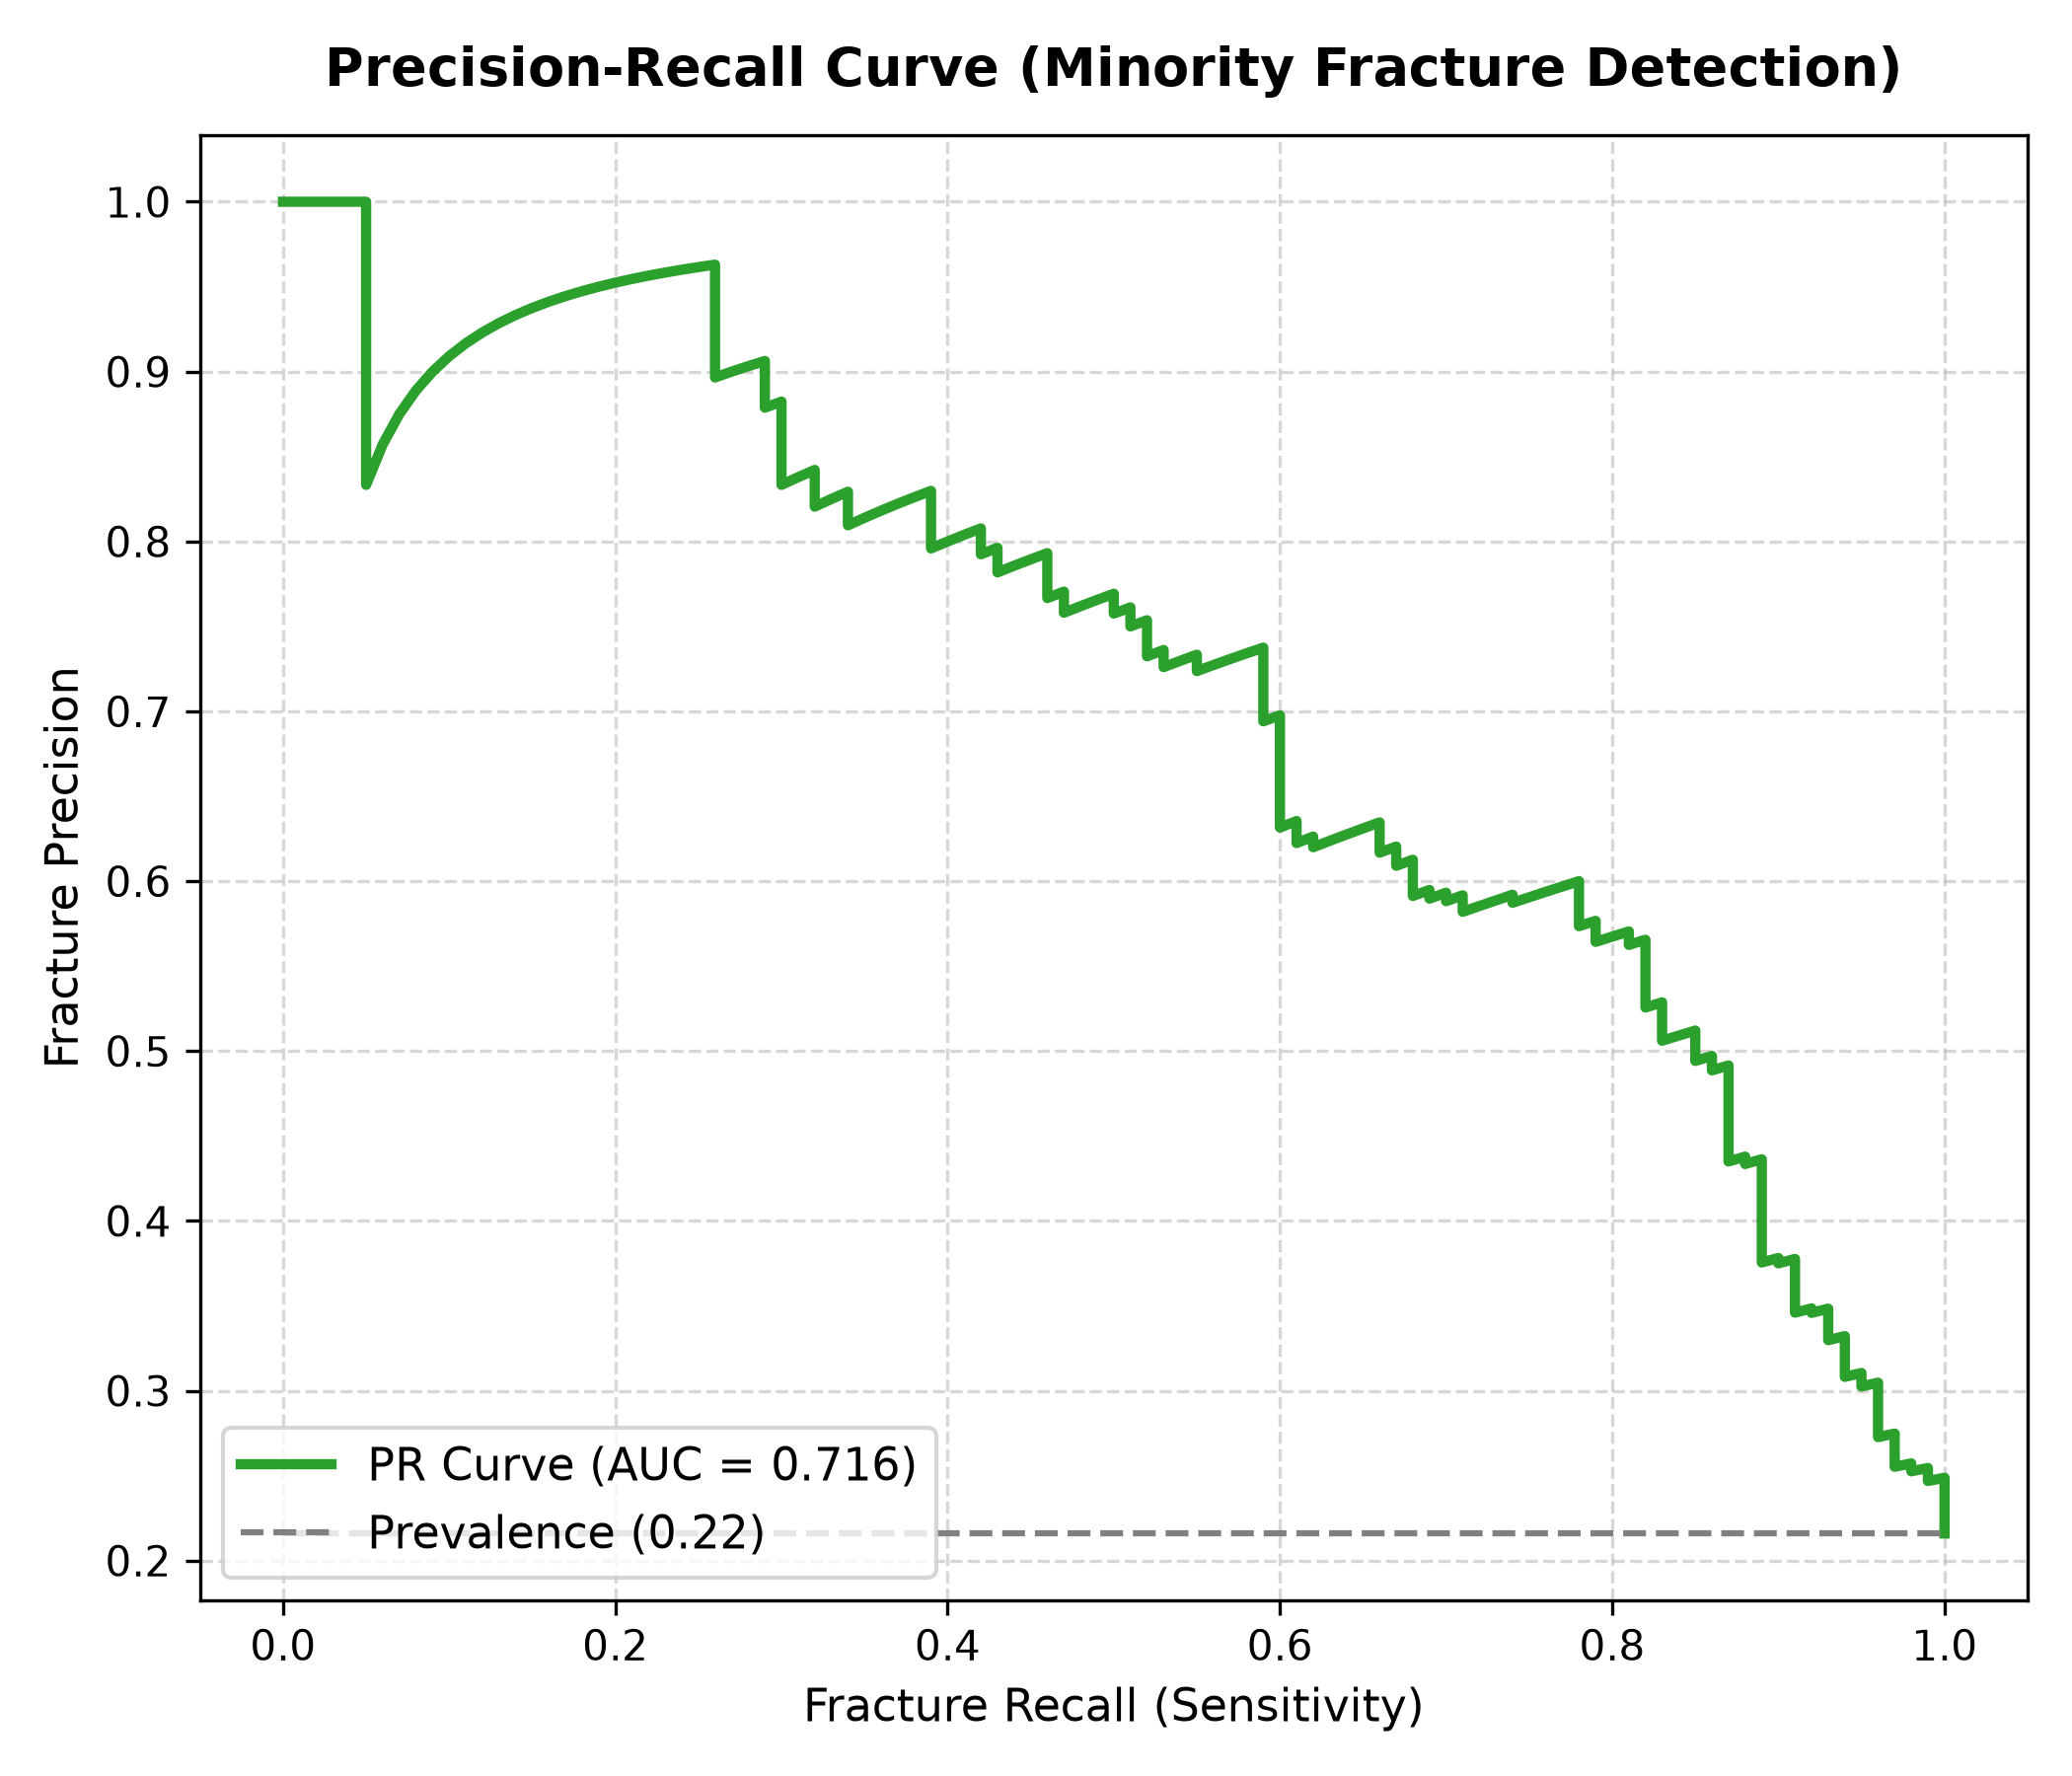 Precision-Recall Curve (Minority Fracture Detection)
Fracture Precision
1.0
0.9
0.8
0.7
0.6
0.5
0.4
0.3
0.2
PR Curve (AUC = 0.716)
Prevalence (0.22)
0.0 0.2 0.4 0.6 0.8 1.0
Fracture Recall (Sensitivity)